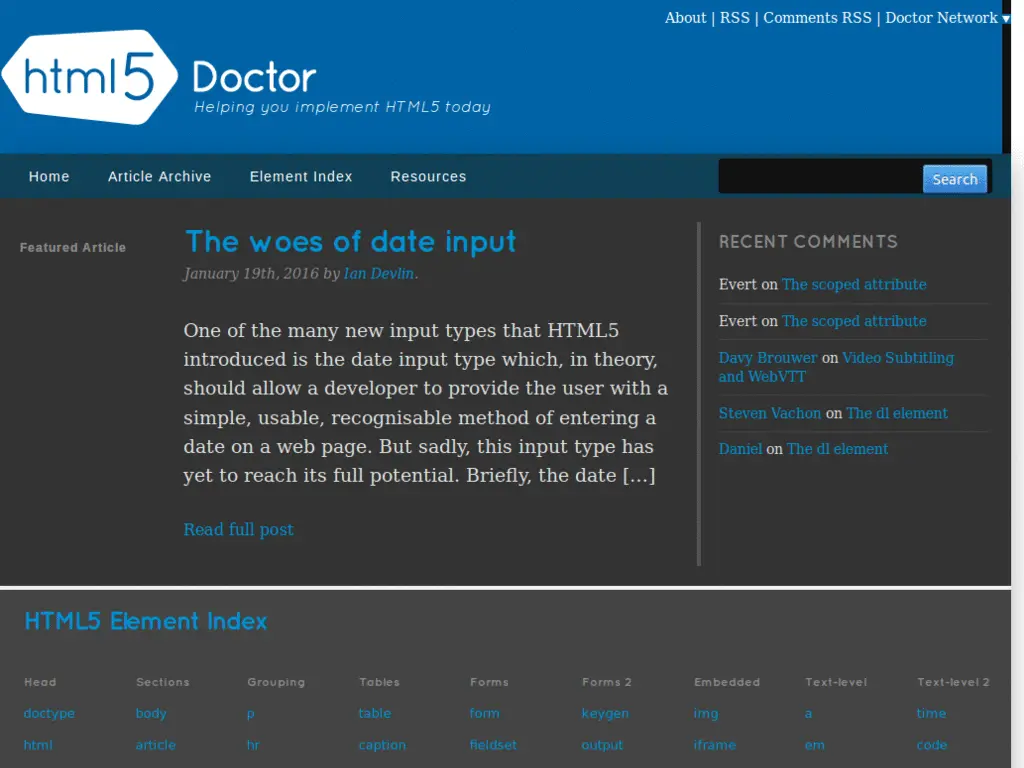 About | RSS | Comments RSS | Doctor Network ▾
html5 Doctor
Helping you implement HTML5 today
Home Article Archive Element Index Resources
Search
Featured Article
The woes of date input
January 19th, 2016 by Ian Devlin.
One of the many new input types that HTML5
introduced is the date input type which, in theory,
should allow a developer to provide the user with a
simple, usable, recognisable method of entering a
date on a web page. But sadly, this input type has
yet to reach its full potential. Briefly, the date […]
Read full post
RECENT COMMENTS
Evert on The scoped attribute
Evert on The scoped attribute
Davy Brouwer on Video Subtitling
and WebVTT
Steven Vachon on The dl element
Daniel on The dl element
HTML5 Element Index
Head Sections Grouping Tables Forms Forms 2 Embedded Text-level Text-level 2
doctype body p table form keygen img a time
html article hr caption fieldset output iframe em code